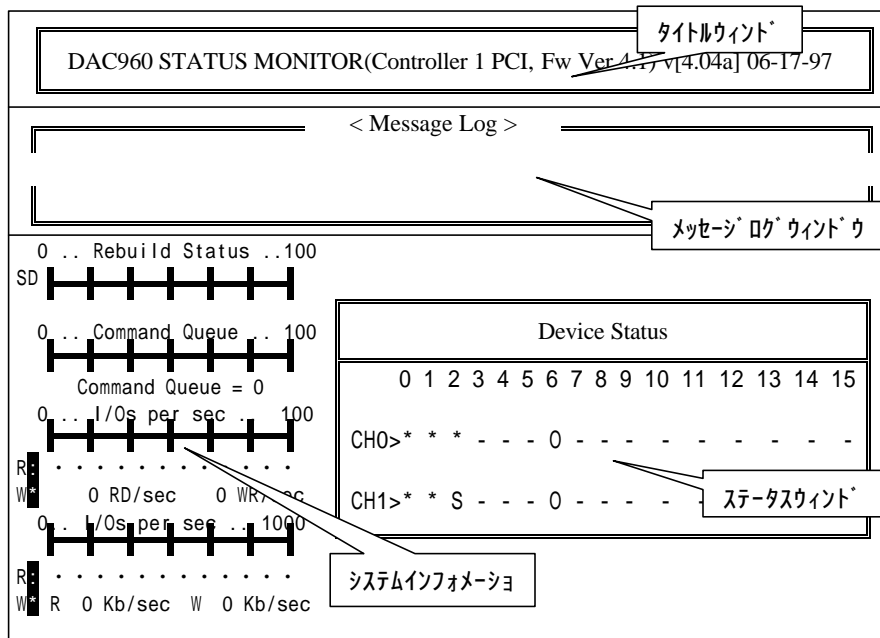 ﾀｲﾄﾙｳｨﾝﾄﾞ
DAC960 STATUS MONITOR(Controller 1 PCI, Fw Ver 4.1) v[4.04a] 06-17-97
< Message Log >
ﾒｯｾｰｼﾞﾛｸﾞｳｨﾝﾄﾞｳ
0 .. Rebuild Status ..100
SD
0 .. Command Queue .. 100
Command Queue = 0
0 ... I/Os per sec .. 100
R: . . . . . . . . . . . .
W* 0 RD/sec 0 WR/sec
0.. I/Os per sec .. 1000
R: . . . . . . . . . . . .
W* R 0 Kb/sec W 0 Kb/sec
Device Status
0 1 2 3 4 5 6 7 8 9 10 11 12 13 14 15
CH0>* * * - - - O - - - - - - - - -
CH1>* * S - - - O - - - - -
ｽﾃｰﾀｽｳｨﾝﾄﾞ
ｼｽﾃﾑｲﾝﾌｫﾒｰｼｮ